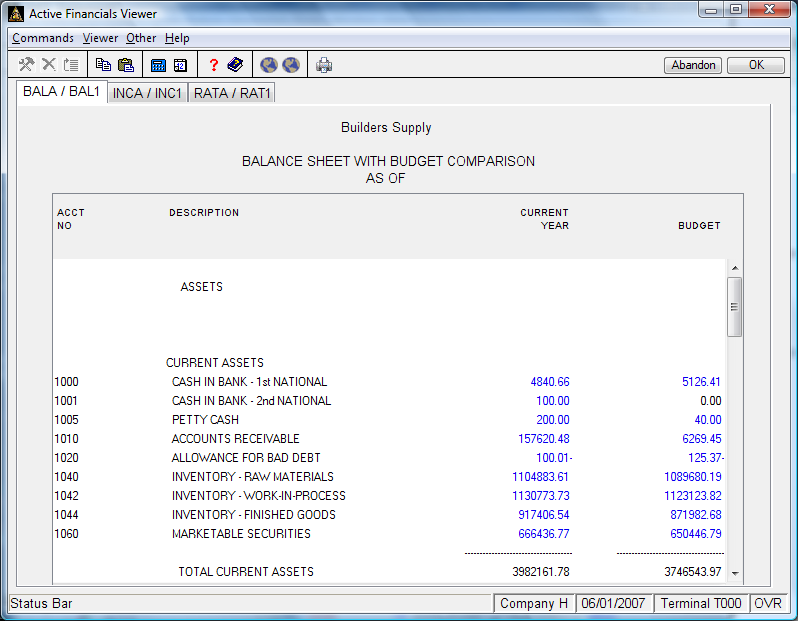 Active Financials Viewer
Commands Viewer Other Help
Abandon OK
BALA / BAL1 INCA / INC1 RATA / RAT1
Builders Supply
BALANCE SHEET WITH BUDGET COMPARISON
AS OF
ACCT DESCRIPTION CURRENT
NO YEAR BUDGET
ASSETS
CURRENT ASSETS
1000 CASH IN BANK - 1st NATIONAL 4840.66 5126.41
1001 CASH IN BANK - 2nd NATIONAL 100.00 0.00
1005 PETTY CASH 200.00 40.00
1010 ACCOUNTS RECEIVABLE 157620.48 6269.45
1020 ALLOWANCE FOR BAD DEBT 100.01- 125.37-
1040 INVENTORY - RAW MATERIALS 1104883.61 1089680.19
1042 INVENTORY - WORK-IN-PROCESS 1130773.73 1123123.82
1044 INVENTORY - FINISHED GOODS 917406.54 871982.68
1060 MARKETABLE SECURITIES 666436.77 650446.79
TOTAL CURRENT ASSETS 3982161.78 3746543.97
Status Bar Company H 06/01/2007 Terminal T000 OVR